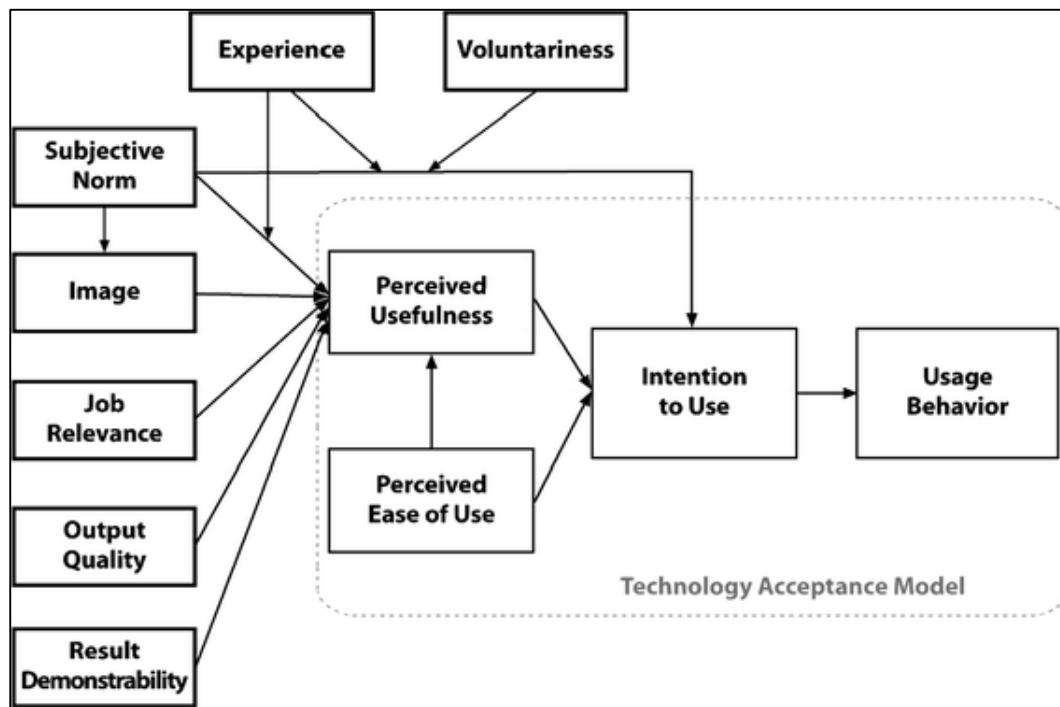 Experience
Voluntariness
Subjective
Norm
Image
Perceived
Usefulness
Intention
to Use
Usage
Behavior
Job
Relevance
Perceived
Ease of Use
Output
Quality
Technology Acceptance Model
Result
Demonstrability